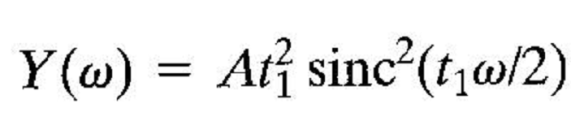 Y(ω) = At₁² sinc²(t₁ω/2)